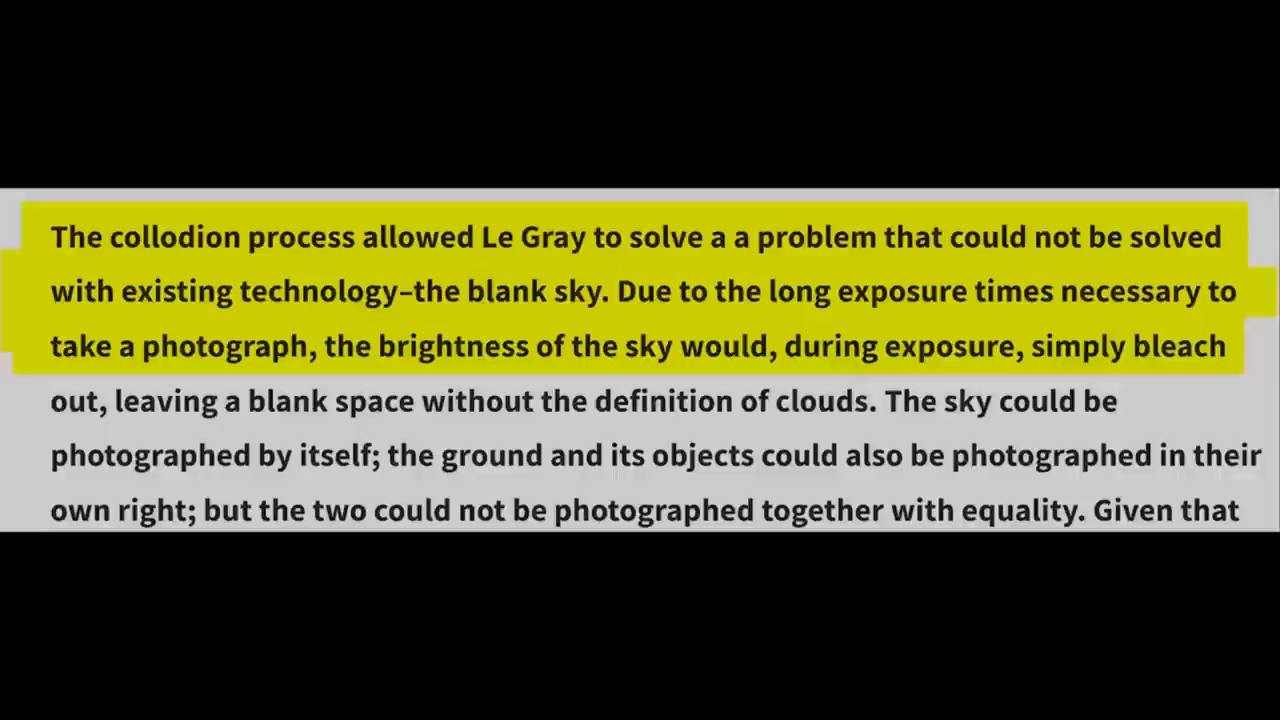 The collodion process allowed Le Gray to solve a a problem that could not be solved
with existing technology–the blank sky. Due to the long exposure times necessary to
take a photograph, the brightness of the sky would, during exposure, simply bleach
out, leaving a blank space without the definition of clouds. The sky could be
photographed by itself; the ground and its objects could also be photographed in their
own right; but the two could not be photographed together with equality. Given that